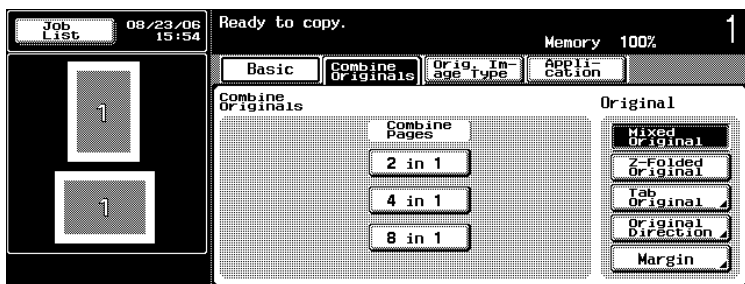 Job
List
08/23/06
15:54
Ready to copy.
Memory 100%
1
Basic
Combine
Originals
Orig. Im-
age Type
Appli-
cation
1
1
Combine
Originals
Combine
Pages
2 in 1
4 in 1
8 in 1
Original
Mixed
Original
Z-Folded
Original
Tab
Original
Original
Direction
Margin